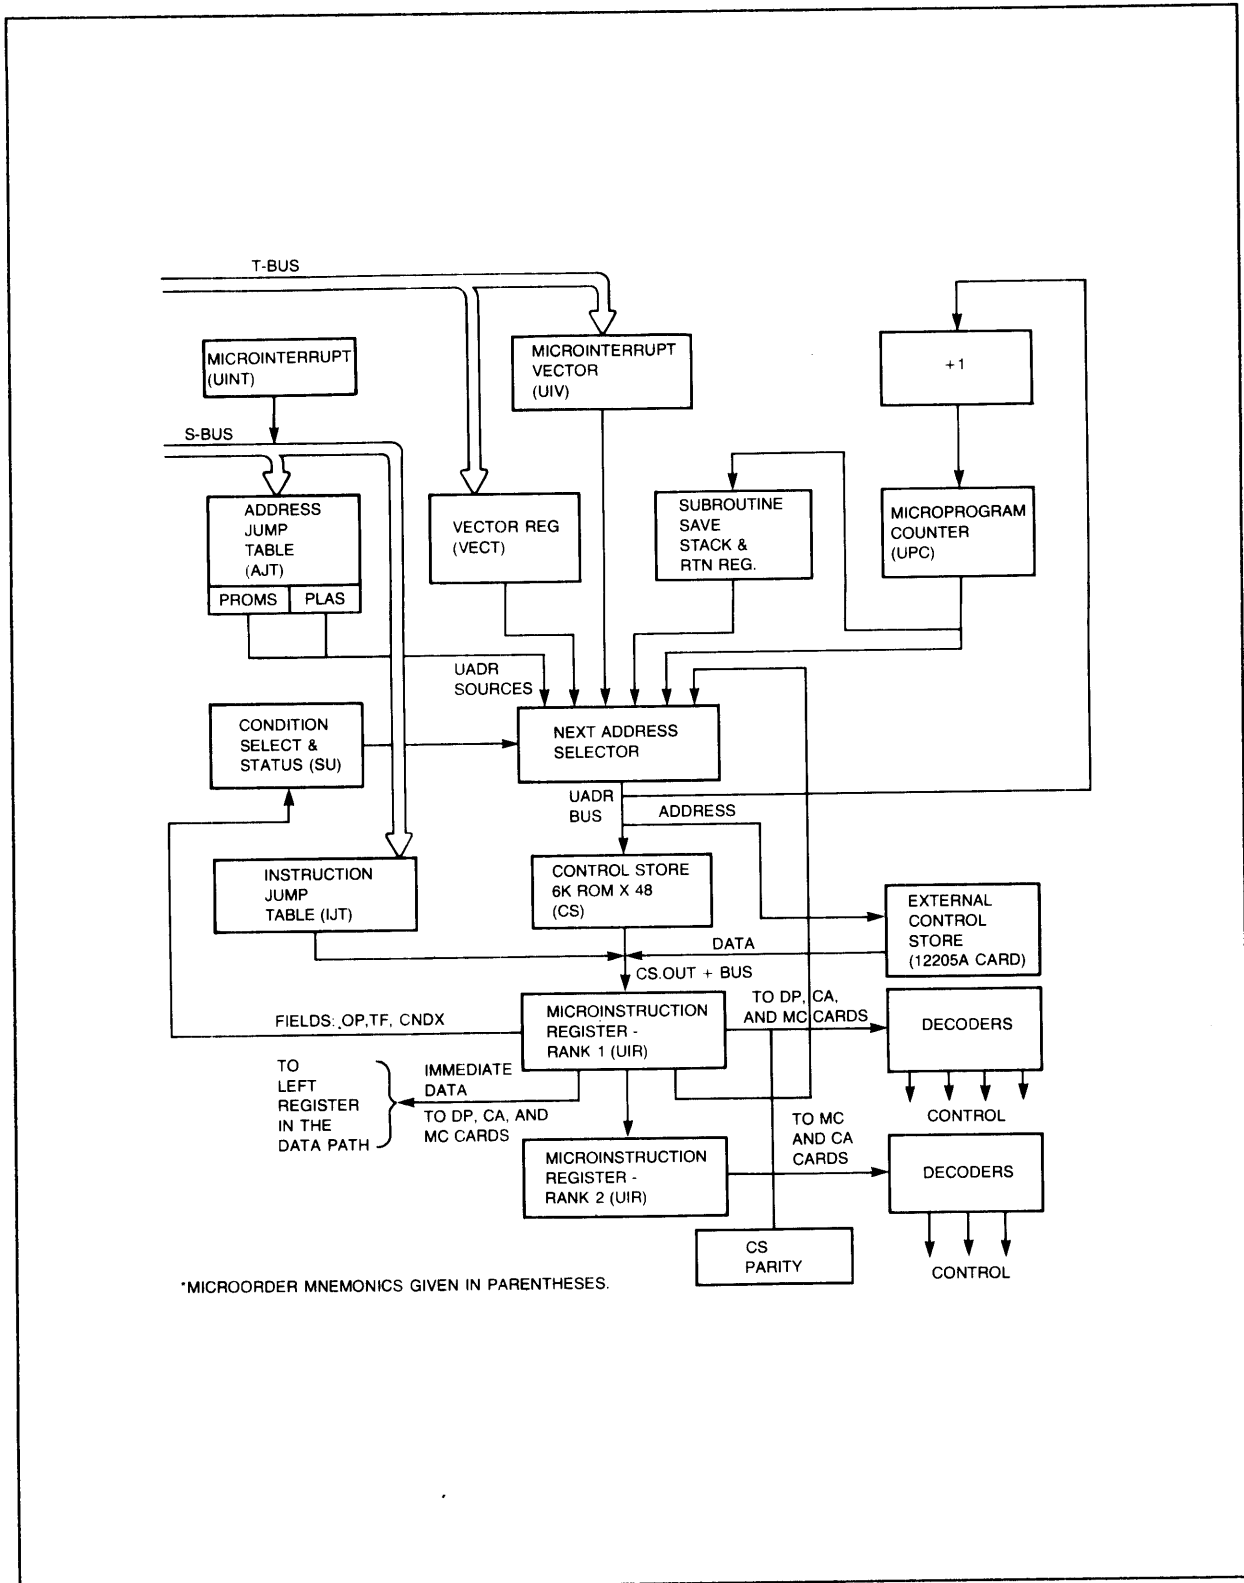 T-BUS
MICROINTERRUPT
(UINT)
MICROINTERRUPT
VECTOR
(UIV)
+1
S-BUS
ADDRESS
JUMP
TABLE
(AJT)
PROMS
PLAS
VECTOR REG
(VECT)
SUBROUTINE
SAVE
STACK &
RTN REG.
MICROPROGRAM
COUNTER
(UPC)
UADR
SOURCES
CONDITION
SELECT &
STATUS (SU)
NEXT ADDRESS
SELECTOR
UADR
BUS
ADDRESS
INSTRUCTION
JUMP
TABLE (IJT)
CONTROL STORE
6K ROM X 48
(CS)
EXTERNAL
CONTROL
STORE
(12205A CARD)
DATA
CS.OUT + BUS
FIELDS: OP,TF, CNDX
MICROINSTRUCTION
REGISTER -
RANK 1 (UIR)
TO DP, CA,
AND MC CARDS
DECODERS
CONTROL
TO
LEFT
REGISTER
IN THE
DATA PATH
IMMEDIATE
DATA
TO DP, CA, AND
MC CARDS
MICROINSTRUCTION
REGISTER -
RANK 2 (UIR)
TO MC
AND CA
CARDS
DECODERS
CONTROL
CS
PARITY
*MICROORDER MNEMONICS GIVEN IN PARENTHESES.